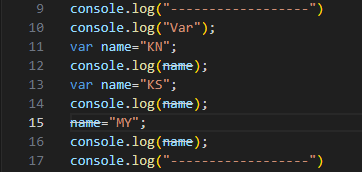 9 console.log("------------------")
10 console.log("Var");
11 var name="KN";
12 console.log(name);
13 var name="KS";
14 console.log(name);
15 name="MY";
16 console.log(name);
17 console.log("------------------")